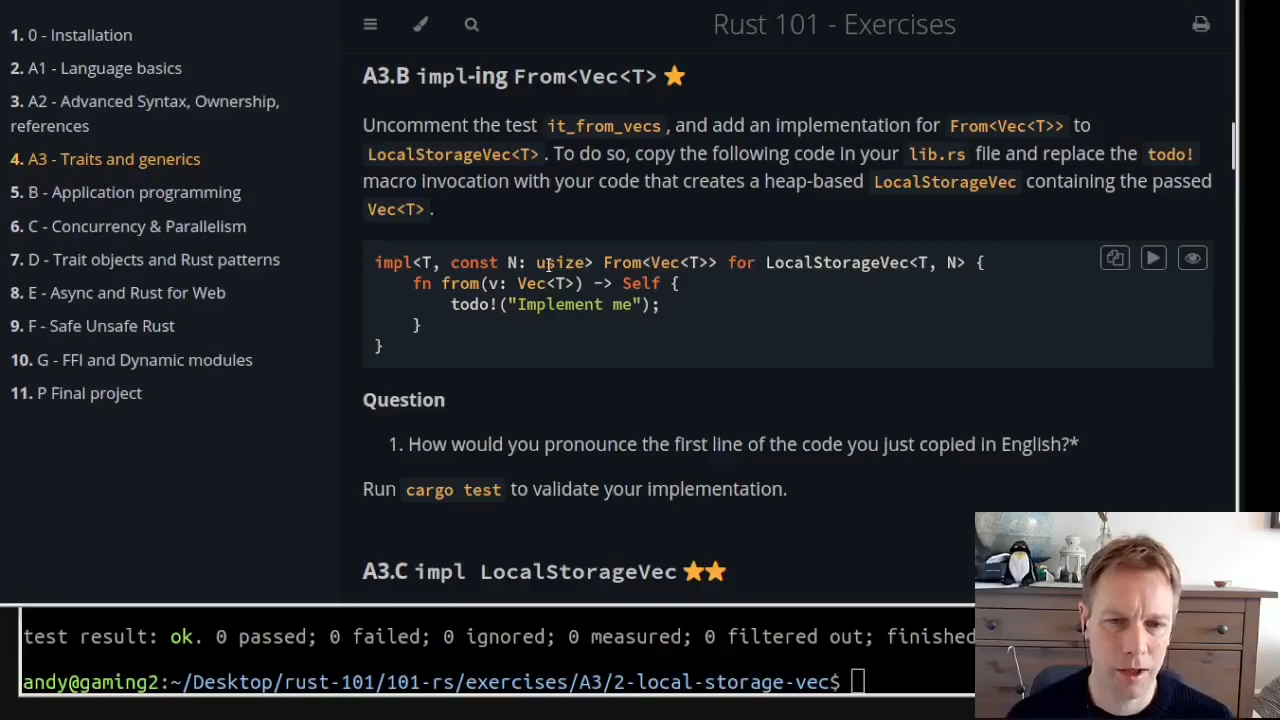 1. 0 - Installation
2. A1 - Language basics
3. A2 - Advanced Syntax, Ownership,
references
4. A3 - Traits and generics
5. B - Application programming
6. C - Concurrency & Parallelism
7. D - Trait objects and Rust patterns
8. E - Async and Rust for Web
9. F - Safe Unsafe Rust
10. G - FFI and Dynamic modules
11. P Final project
Rust 101 - Exercises
A3.B impl-ing From<Vec<T> ⭐
Uncomment the test it_from_vecs, and add an implementation for From<Vec<T>> to
LocalStorageVec<T>. To do so, copy the following code in your lib.rs file and replace the todo!
macro invocation with your code that creates a heap-based LocalStorageVec containing the passed
Vec<T>.
impl<T, const N: usize> From<Vec<T>> for LocalStorageVec<T, N> {
fn from(v: Vec<T>) -> Self {
todo!("Implement me");
}
}
Question
1. How would you pronounce the first line of the code you just copied in English?*
Run cargo test to validate your implementation.
A3.C impl LocalStorageVec ⭐⭐
test result: ok. 0 passed; 0 failed; 0 ignored; 0 measured; 0 filtered out; finished
andy@gaming2:~/Desktop/rust-101/101-rs/exercises/A3/2-local-storage-vec$